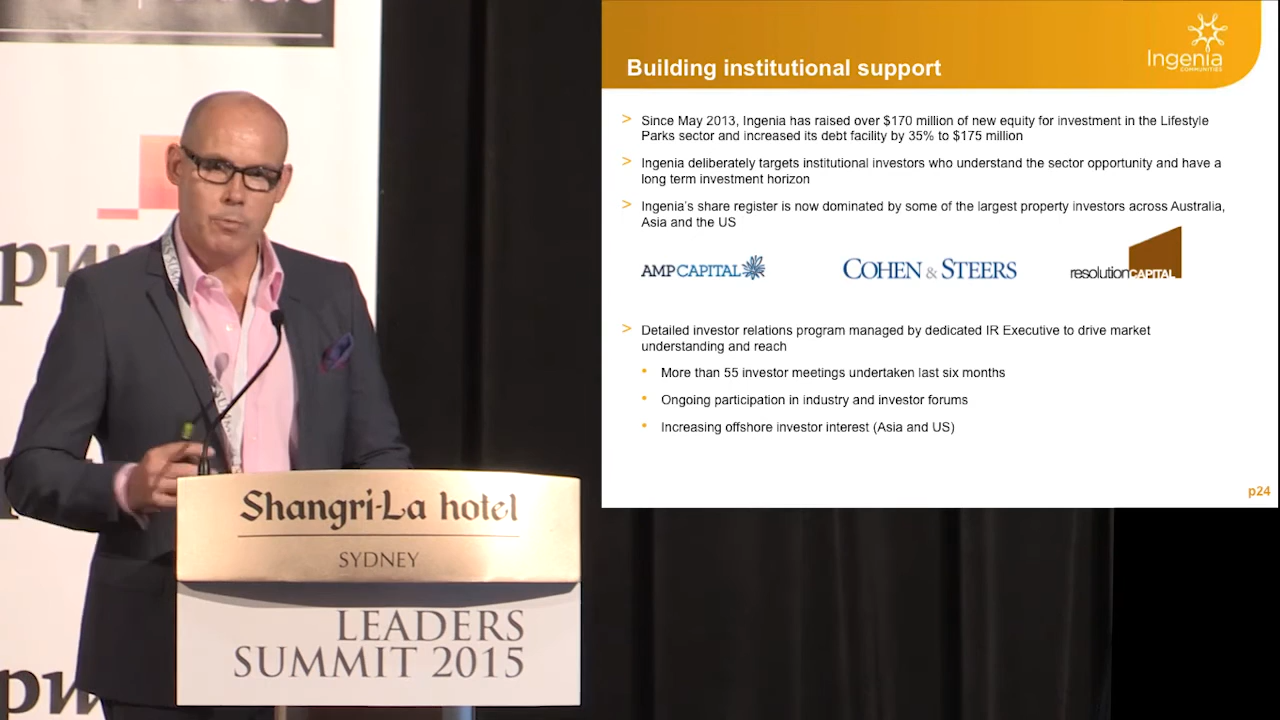 Building institutional support
Ingenia
COMMUNITIES
> Since May 2013, Ingenia has raised over $170 million of new equity for investment in the Lifestyle
Parks sector and increased its debt facility by 35% to $175 million
> Ingenia deliberately targets institutional investors who understand the sector opportunity and have a
long term investment horizon
> Ingenia's share register is now dominated by some of the largest property investors across Australia,
Asia and the US
AMP CAPITAL
COHEN & STEERS
resolutionCAPITAL
> Detailed investor relations program managed by dedicated IR Executive to drive market
understanding and reach
• More than 55 investor meetings undertaken last six months
• Ongoing participation in industry and investor forums
• Increasing offshore investor interest (Asia and US)
p24
Shangri-La hotel
SYDNEY
LEADERS
SUMMIT 2015